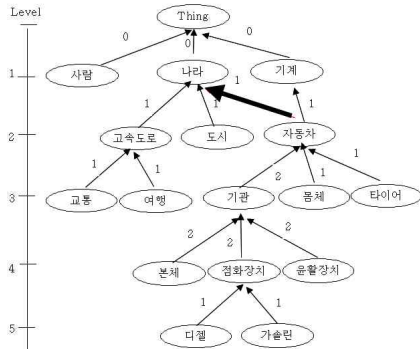 Level
Thing
0 0 0
1 사람 나라 기계
1 1 1 1
2 고속도로 도시 자동차
1 1 2 1 1
3 교통 여행 기관 몸체 타이어
2 2 2
4 본체 점화장치 윤활장치
1 1
5 디젤 가솔린